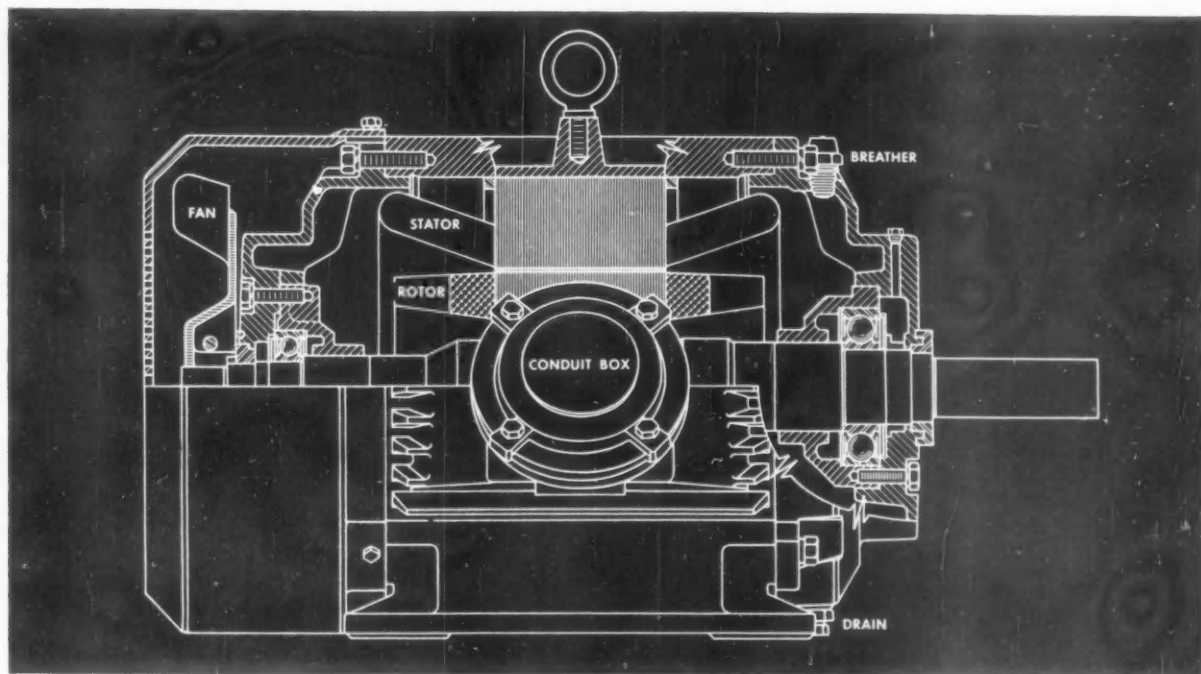 BREATHER
FAN
STATOR
ROTOR
CONDUIT BOX
DRAIN